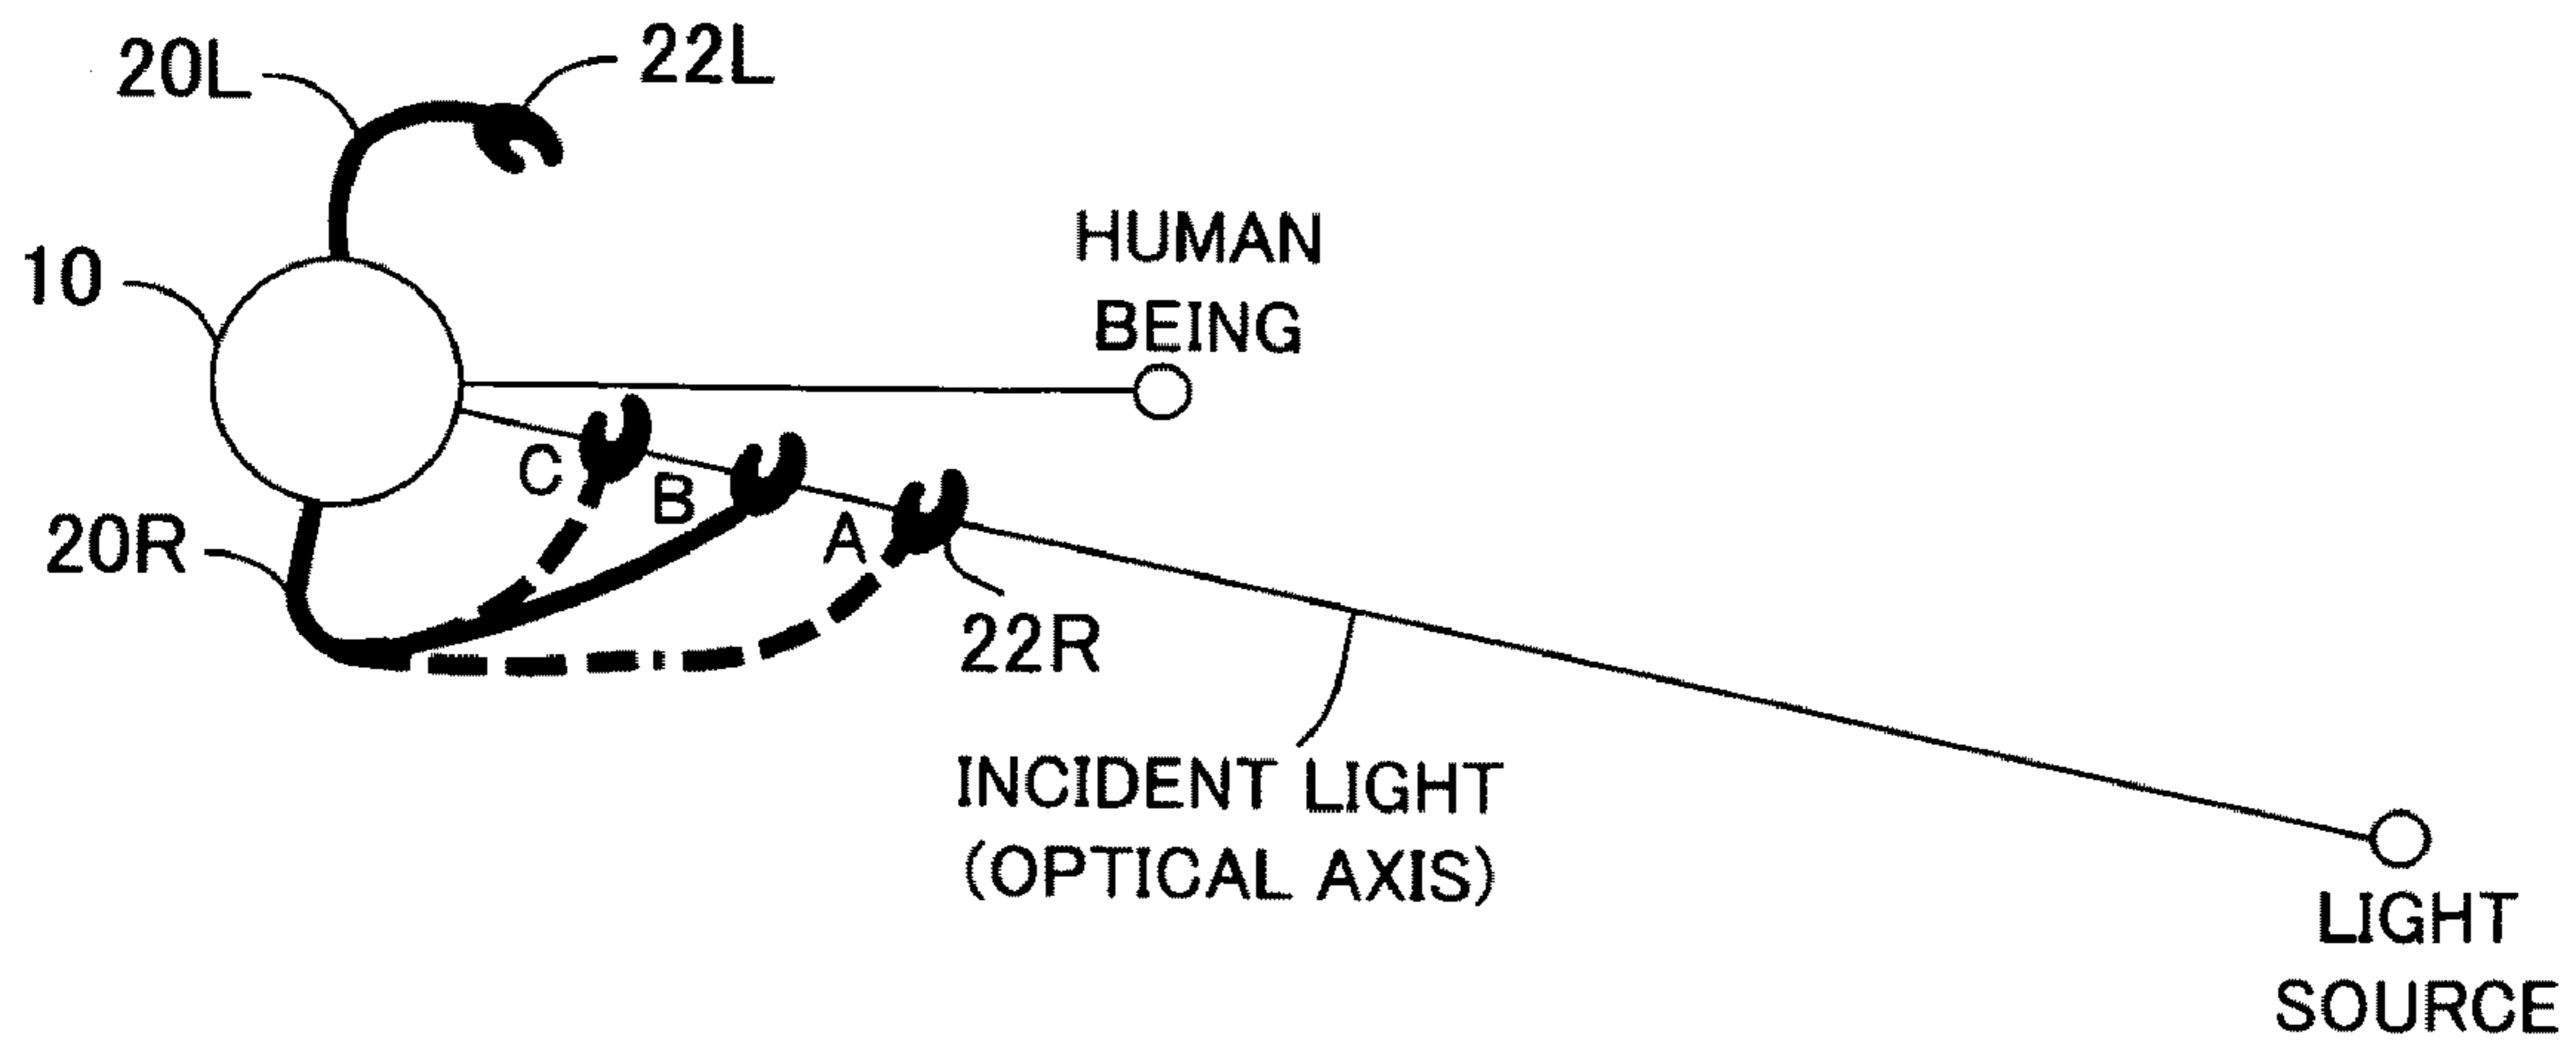 20L
22L
10
HUMAN
BEING
C
B
A
20R
22R
INCIDENT LIGHT
(OPTICAL AXIS)
LIGHT
SOURCE